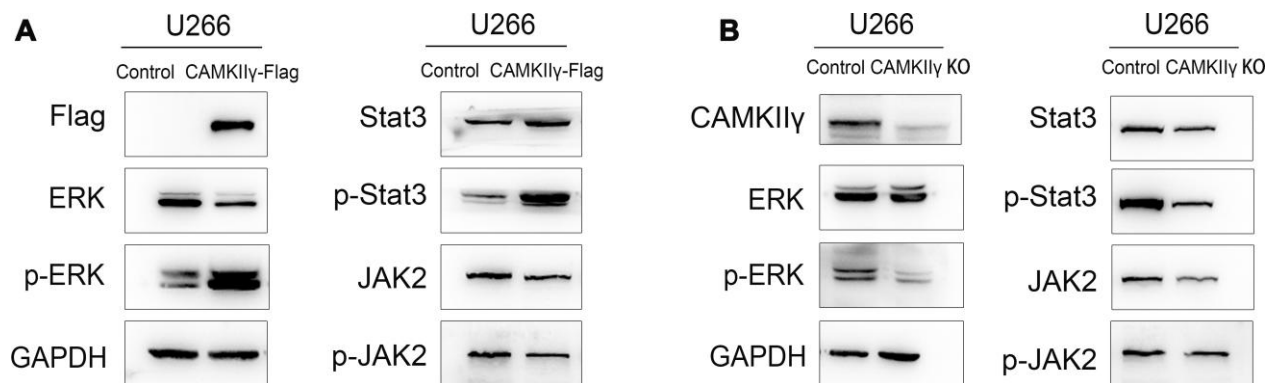 A
U266
Control CAMKIIγ-Flag
Flag
ERK
p-ERK
GAPDH
U266
Control CAMKIIγ-Flag
Stat3
p-Stat3
JAK2
p-JAK2
B
U266
Control CAMKIIγ KO
CAMKIIγ
ERK
p-ERK
GAPDH
U266
Control CAMKIIγ KO
Stat3
p-Stat3
JAK2
p-JAK2